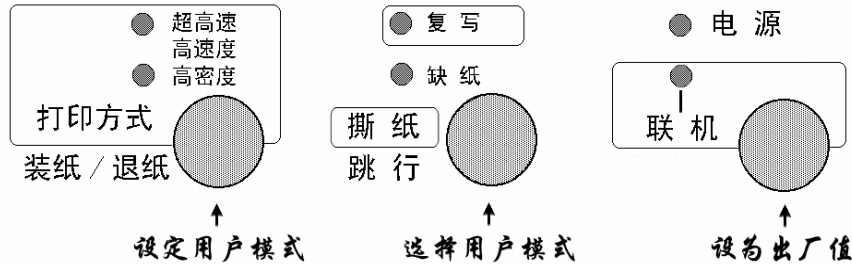 超高速
高速度
高密度
打印方式
装纸／退纸
设定用户模式
复 写
缺 纸
撕 纸
跳 行
选择用户模式
电 源
联 机
设为出厂值